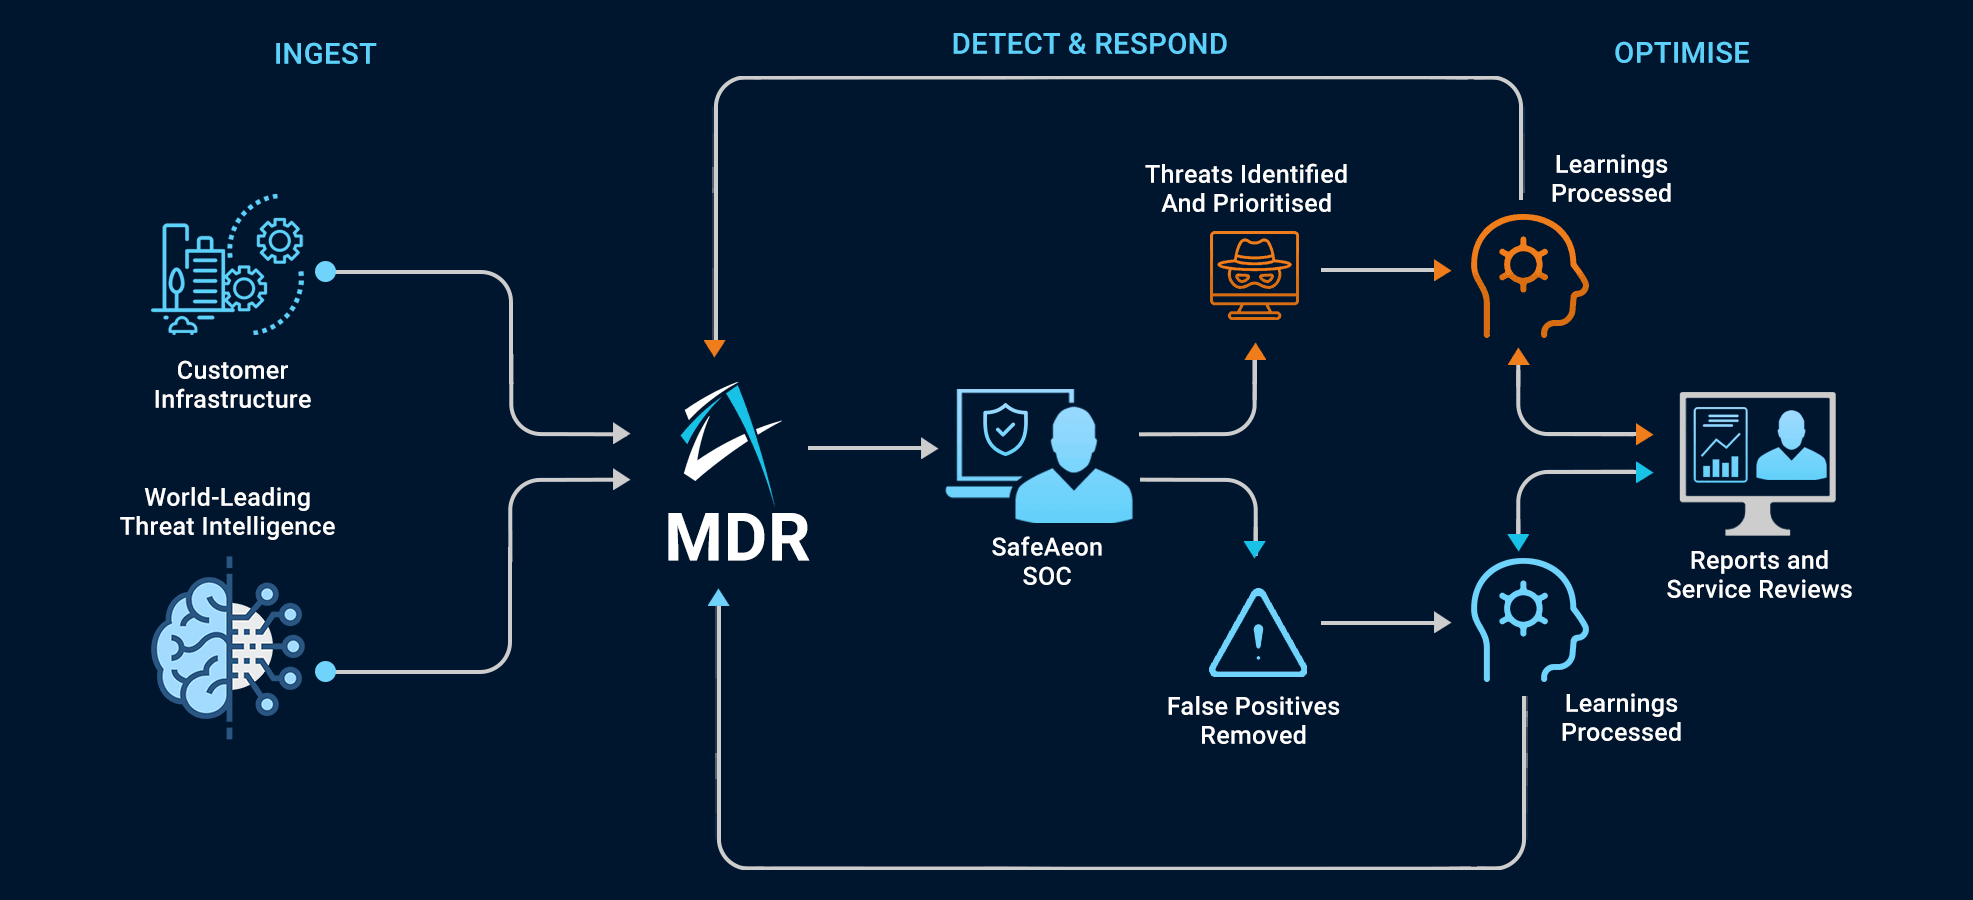 INGEST
DETECT & RESPOND
OPTIMISE
Customer
Infrastructure
World-Leading
Threat Intelligence
MDR
SafeAeon
SOC
Threats Identified
And Prioritised
False Positives
Removed
Learnings
Processed
Learnings
Processed
Reports and
Service Reviews